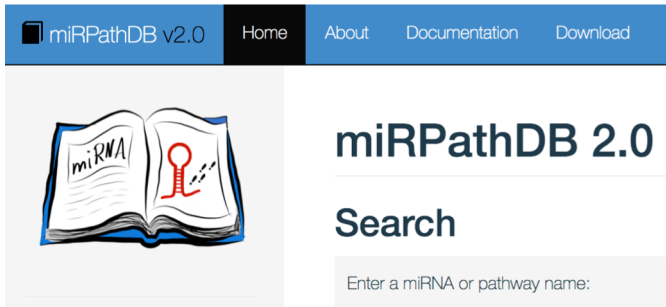 miRPathDB v2.0 Home About Documentation Download
miRNA
miRPathDB 2.0
Search
Enter a miRNA or pathway name: